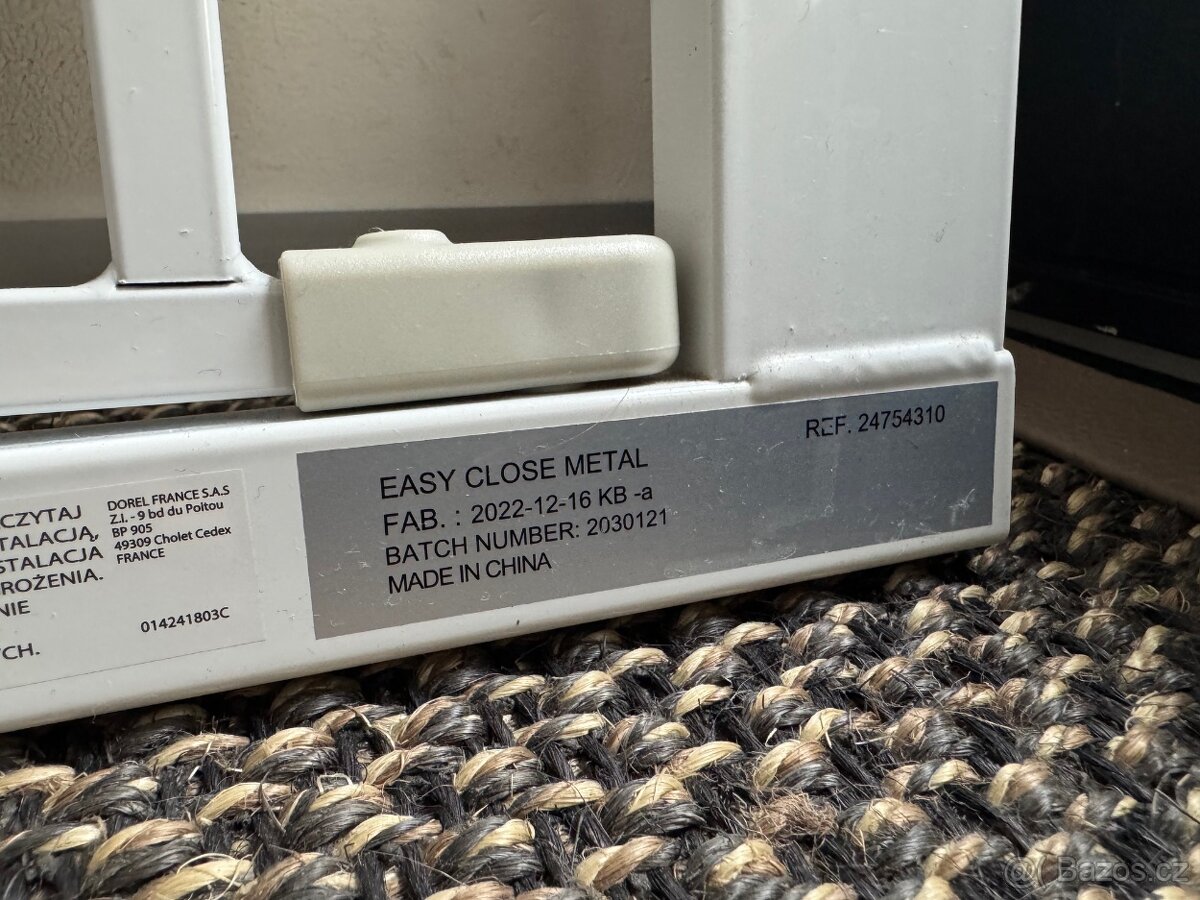 CZYTAJ
TALACJĄ,
STALACJA
ROŻENIA.
NIE
CH.
DOREL FRANCE S.A.S
Z.I. - 9 bd du Poitou
BP 905
49309 Cholet Cedex
FRANCE
014241803C
EASY CLOSE METAL
FAB. : 2022-12-16 KB -a
BATCH NUMBER: 2030121
MADE IN CHINA
REF. 24754310
@ Bazos.cz